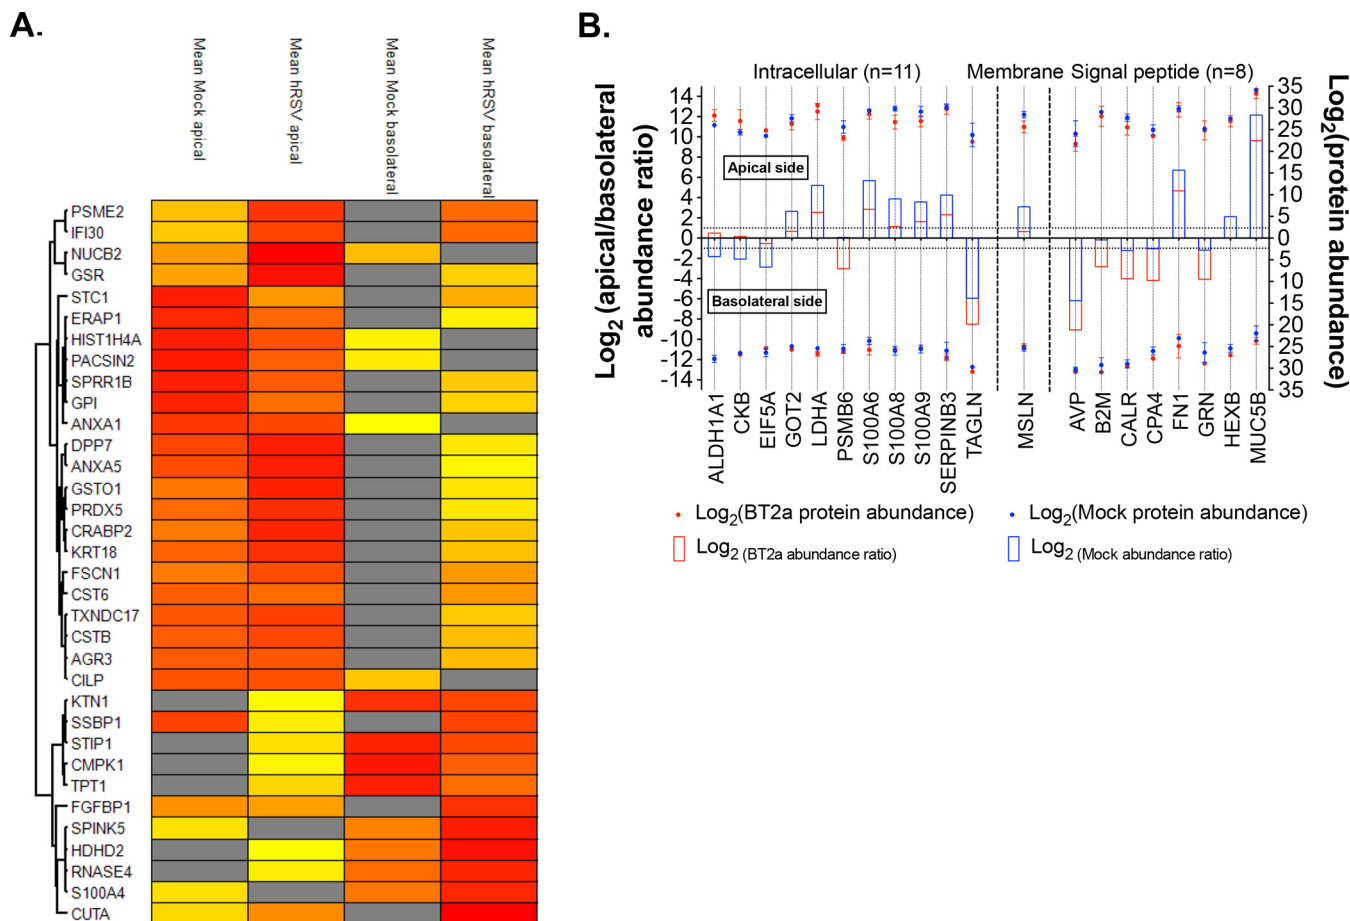 A.
Mean Mock apical
Mean hRSV apical
Mean Mock basolateral
Mean hRSV basolateral
PSME2
IFI30
NUCB2
GSR
STC1
ERAP1
HIST1H4A
PACSIN2
SPRR1B
GPI
ANXA1
DPP7
ANXA5
GSTO1
PRDX5
CRABP2
KRT18
FSCN1
CST6
TXNDC17
CSTB
AGR3
CILP
KTN1
SSBP1
STIP1
CMPK1
TPT1
FGFBP1
SPINK5
HDHD2
RNASE4
S100A4
CUTA
B.
Intracellular (n=11)
Membrane Signal peptide (n=8)
Log2 (apical/basolateral
abundance ratio)
14
12
10
8
6
4
2
0
-2
-4
-6
-8
-10
-12
-14
Apical side
Basolateral side
35
30
25
20
15
10
5
0
5
10
15
20
25
30
35
Log2(protein abundance)
ALDH1A1
CKB
EIF5A
GOT2
LDHA
PSMB6
S100A6
S100A8
S100A9
SERPINB3
TAGLN
MSLN
AVP
B2M
CALR
CPA4
FN1
GRN
HEXB
MUC5B
Log2(BT2a protein abundance)
Log2(Mock protein abundance)
Log2 (BT2a abundance ratio)
Log2 (Mock abundance ratio)